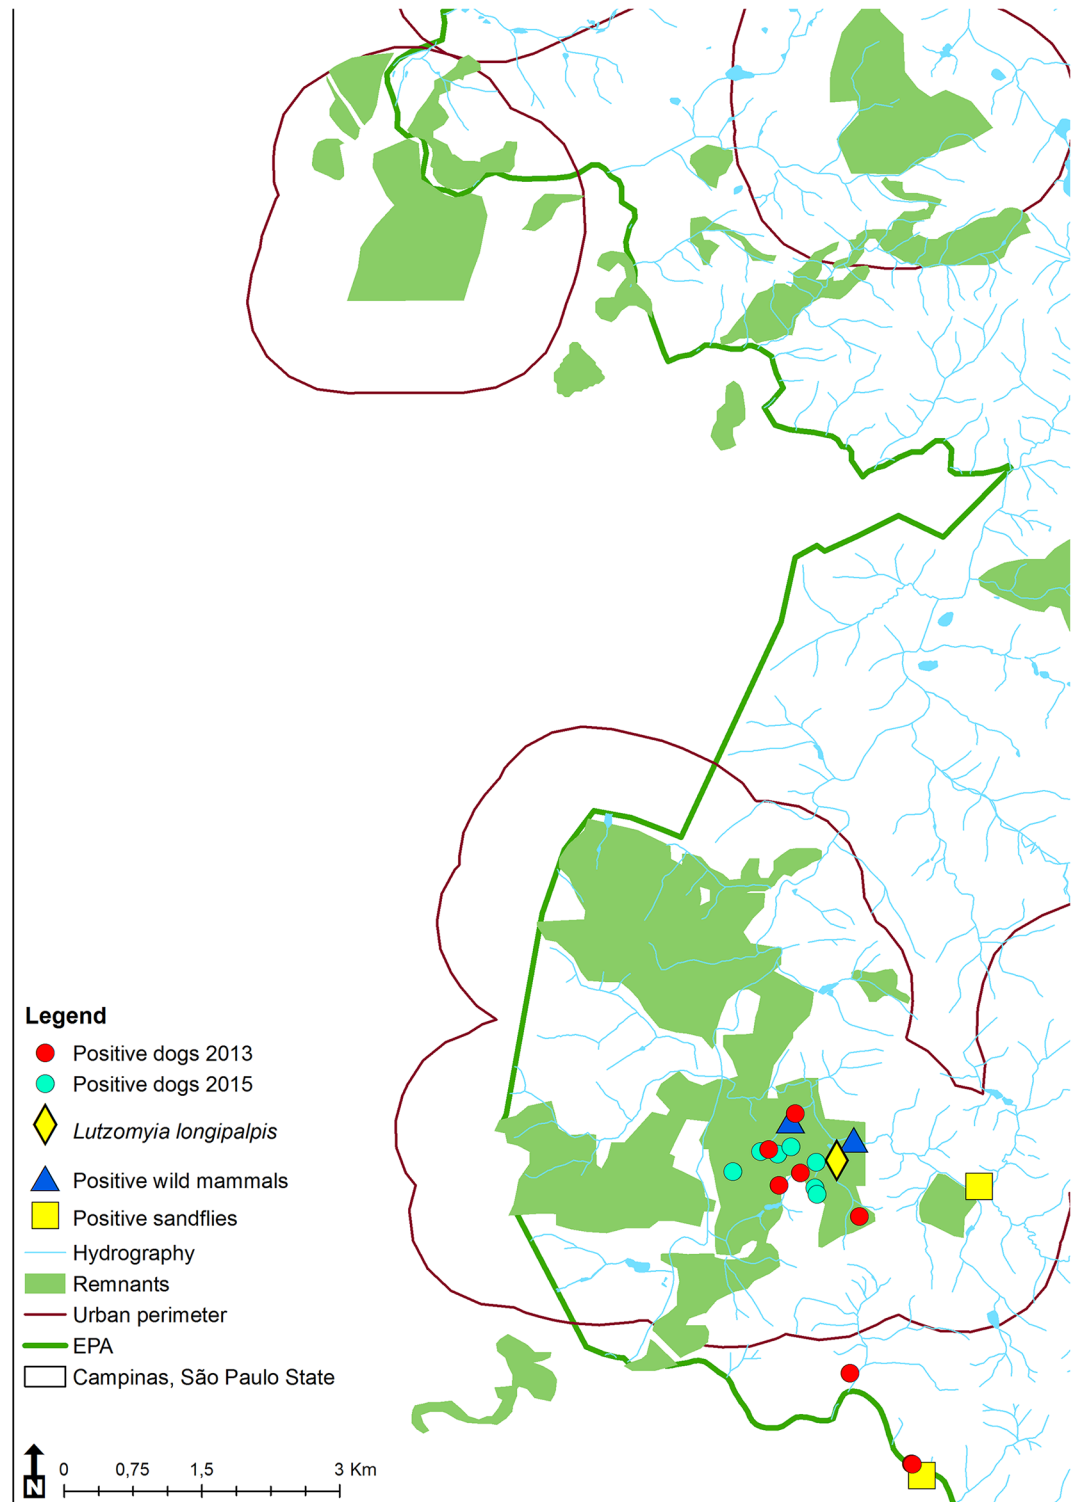 Legend
Positive dogs 2013
Positive dogs 2015
Lutzomyia longipalpis
Positive wild mammals
Positive sandflies
Hydrography
Remnants
Urban perimeter
EPA
Campinas, São Paulo State
N
0 0,75 1,5 3 Km